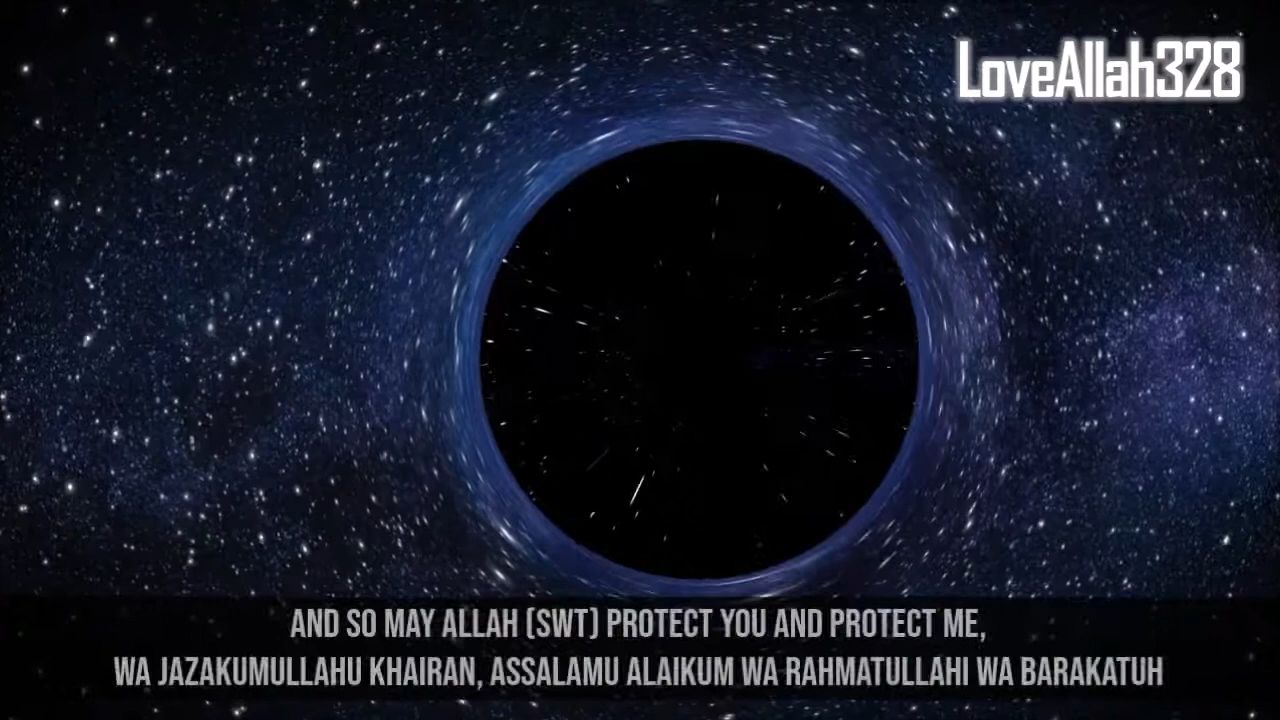 LoveAllah328
AND SO MAY ALLAH (SWT) PROTECT YOU AND PROTECT ME,
WA JAZAKUMULLAHU KHAIRAN, ASSALAMU ALAIKUM WA RAHMATULLAHI WA BARAKATUH